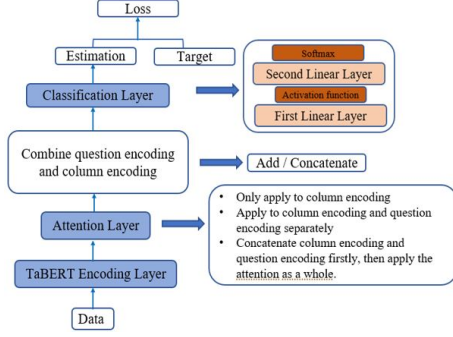 Loss
Estimation
Target
Classification Layer
Softmax
Second Linear Layer
Activation function
First Linear Layer
Combine question encoding
and column encoding
Add / Concatenate
Attention Layer
• Only apply to column encoding
• Apply to column encoding and question
encoding separately
• Concatenate column encoding and
question encoding firstly, then apply the
attention as a whole.
TaBERT Encoding Layer
Data